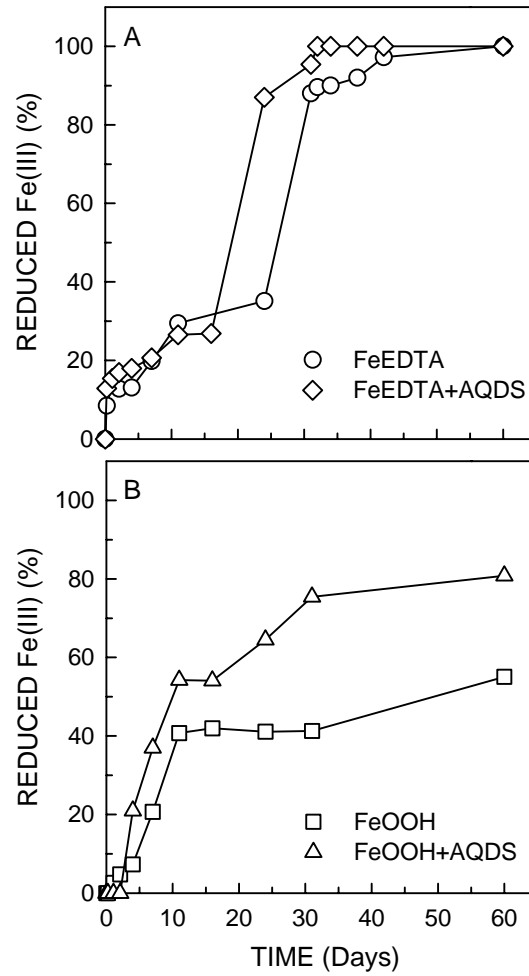 A
REDUCED Fe(III) (%)
100
80
60
40
20
0
FeEDTA
FeEDTA+AQDS
B
REDUCED Fe(III) (%)
100
80
60
40
20
0
FeOOH
FeOOH+AQDS
0 10 20 30 40 50 60
TIME (Days)